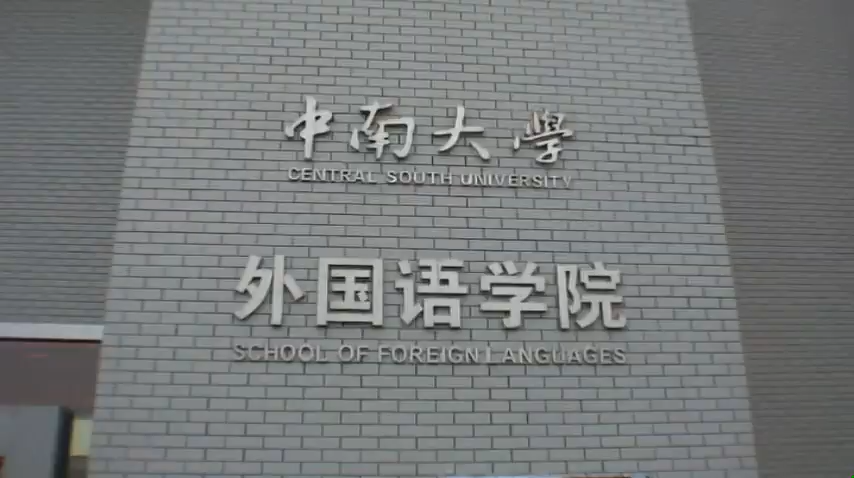 中南大學
CENTRAL SOUTH UNIVERSITY
外国语学院
SCHOOL OF FOREIGN LANGUAGES